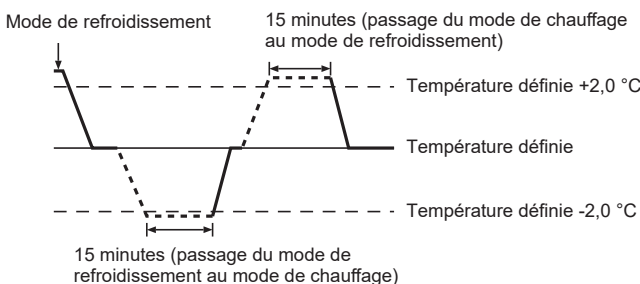 Mode de refroidissement
15 minutes (passage du mode de chauffage
au mode de refroidissement)
Température définie +2,0 °C
Température définie
Température définie -2,0 °C
15 minutes (passage du mode de
refroidissement au mode de chauffage)